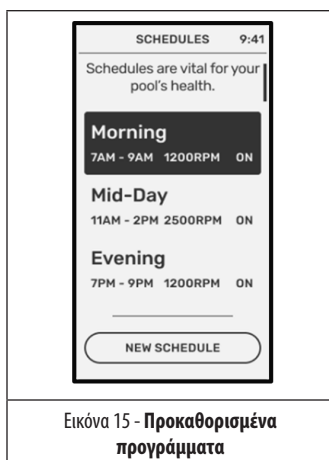 SCHEDULES 9:41
Schedules are vital for your
pool's health.
Morning
7AM - 9AM 1200RPM ON
Mid-Day
11AM - 2PM 2500RPM ON
Evening
7PM - 9PM 1200RPM ON
NEW SCHEDULE
Εικόνα 15 - Προκαθορισμένα
προγράμματα